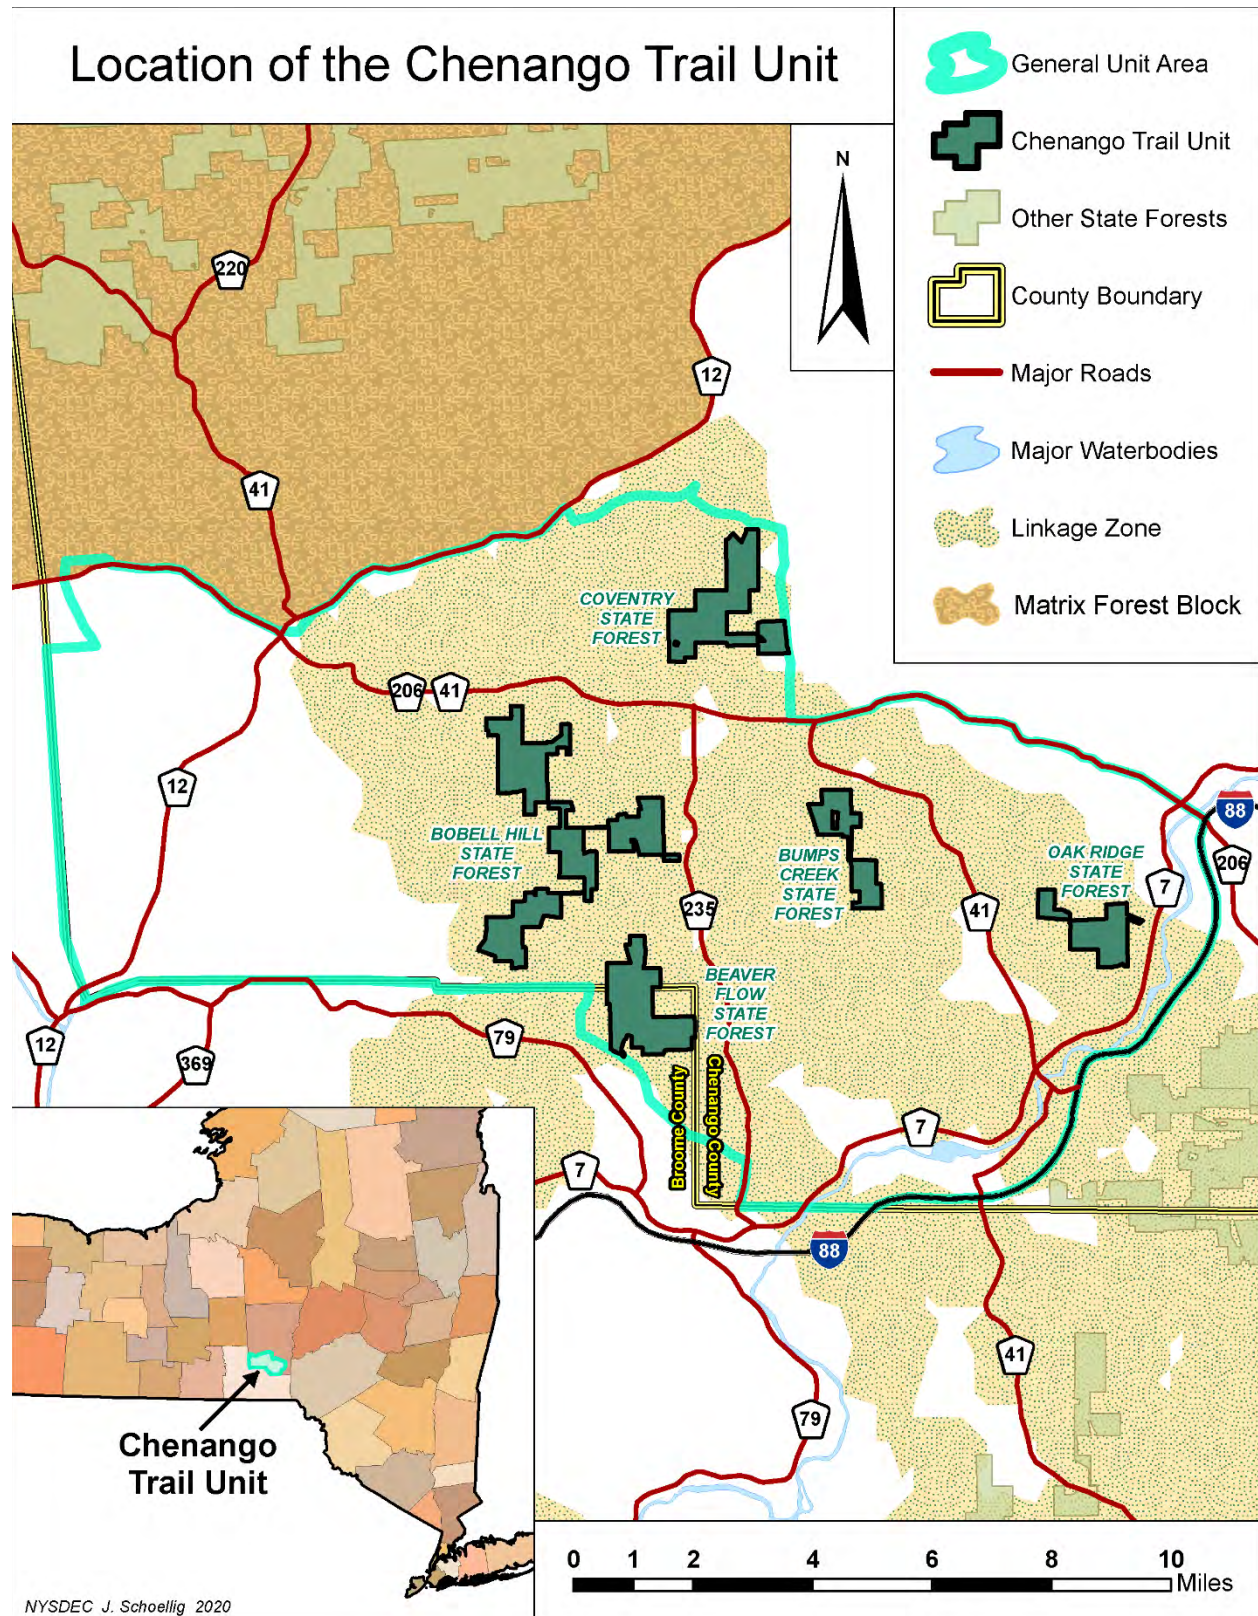 Location of the Chenango Trail Unit
General Unit Area
Chenango Trail Unit
Other State Forests
County Boundary
Major Roads
Major Waterbodies
Linkage Zone
Matrix Forest Block
N
220
12
41
COVENTRY
STATE
FOREST
206
41
12
BOBELL HILL
STATE
FOREST
BUMPS
CREEK
STATE
FOREST
OAK RIDGE
STATE
FOREST
88
206
7
235
41
BEAVER
FLOW
STATE
FOREST
12
79
369
Broome County
Chenango County
7
7
88
41
79
Chenango
Trail Unit
0 1 2 4 6 8 10
Miles
NYSDEC J. Schoellig 2020